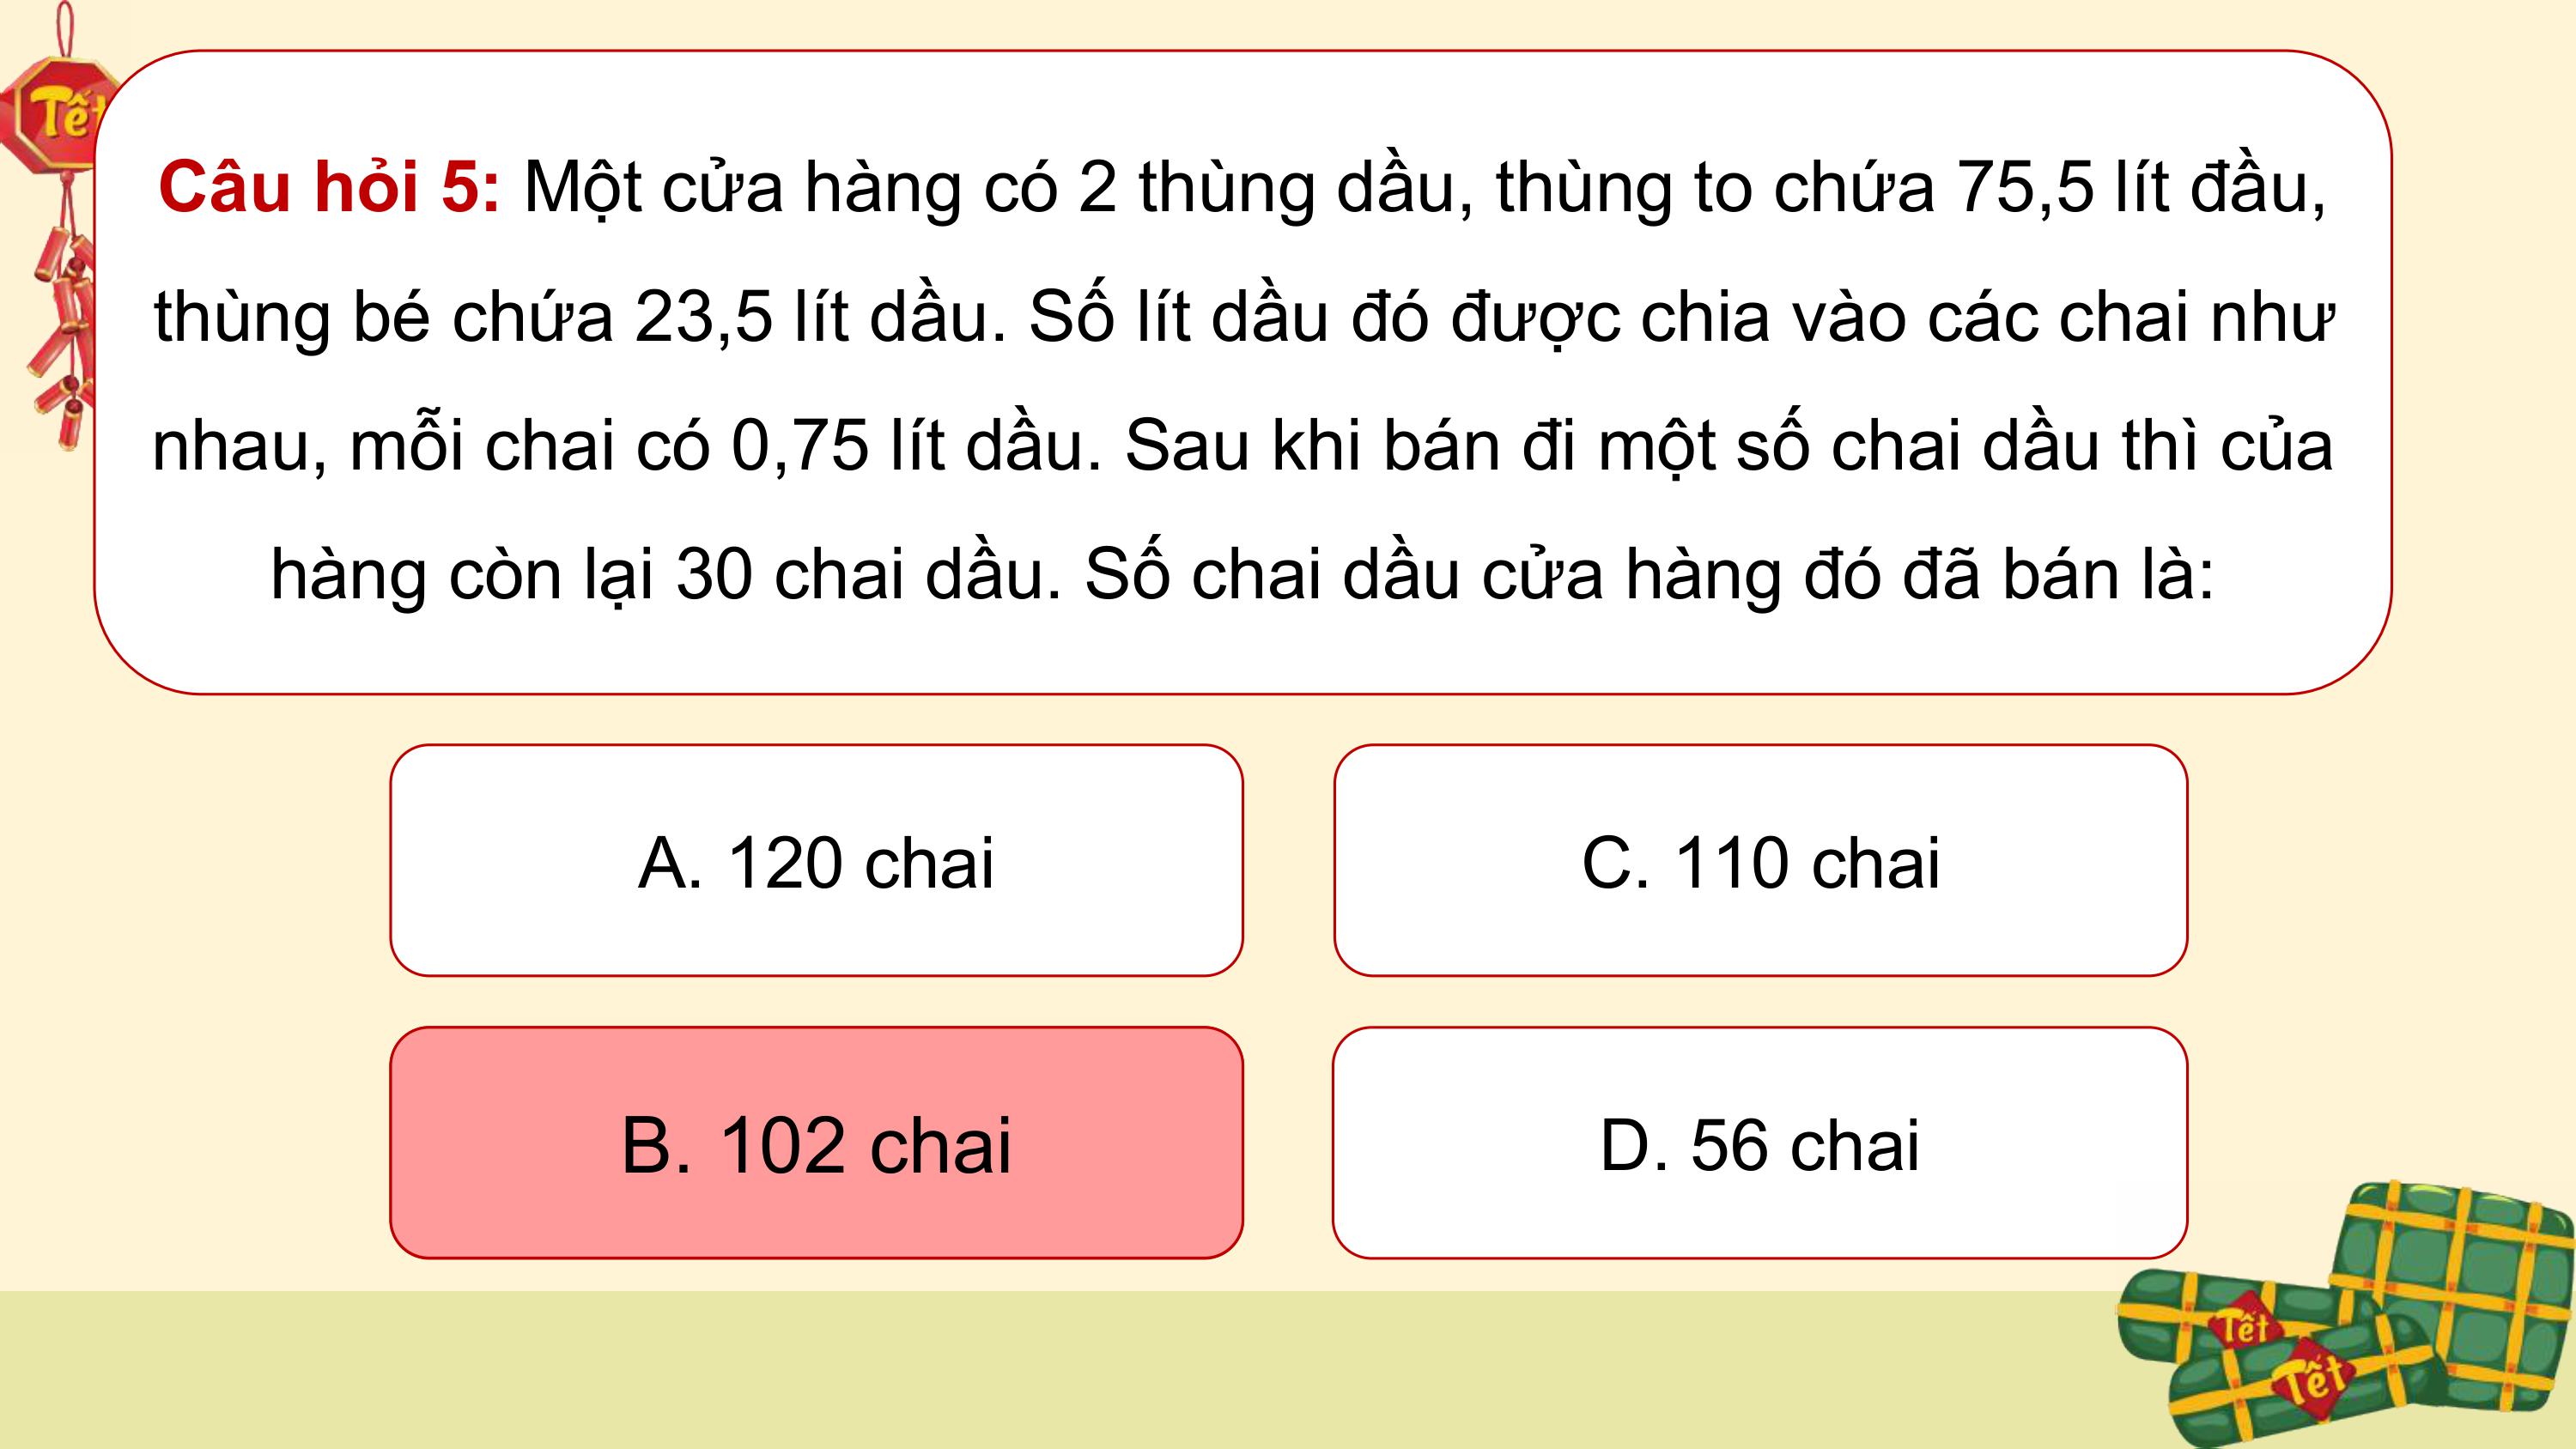 Tết
Câu hỏi 5: Một cửa hàng có 2 thùng dầu, thùng to chứa 75,5 lít đầu,
thùng bé chứa 23,5 lít dầu. Số lít dầu đó được chia vào các chai như
nhau, mỗi chai có 0,75 lít dầu. Sau khi bán đi một số chai dầu thì của
hàng còn lại 30 chai dầu. Số chai dầu cửa hàng đó đã bán là:
A. 120 chai
C. 110 chai
B. 102 chai
D. 56 chai
Tết
Tết